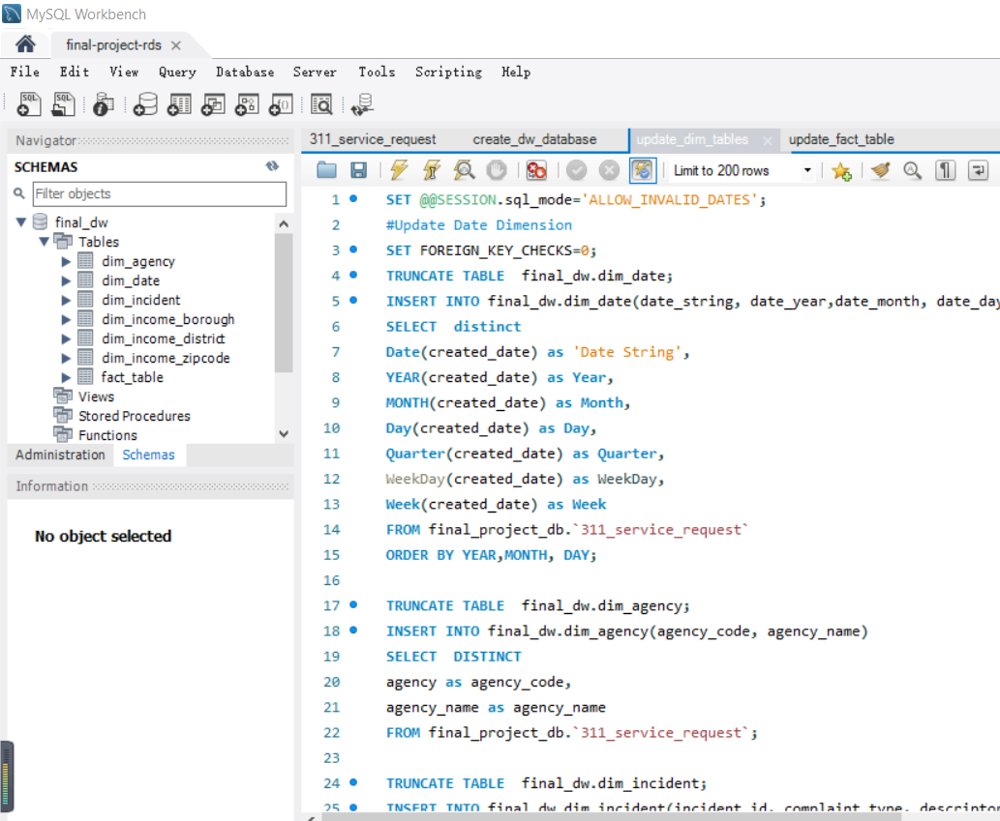 MySQL Workbench
final-project-rds
File Edit View Query Database Server Tools Scripting Help
Navigator
SCHEMAS
Filter objects
final_dw
Tables
dim_agency
dim_date
dim_incident
dim_income_borough
dim_income_district
dim_income_zipcode
fact_table
Views
Stored Procedures
Functions
Administration Schemas
Information
No object selected
311_service_request create_dw_database update_dim_tables update_fact_table
Limit to 200 rows
1 SET @@SESSION.sql_mode='ALLOW_INVALID_DATES';
2 #Update Date Dimension
3 SET FOREIGN_KEY_CHECKS=0;
4 TRUNCATE TABLE final_dw.dim_date;
5 INSERT INTO final_dw.dim_date(date_string, date_year,date_month, date_day
6 SELECT distinct
7 Date(created_date) as 'Date String',
8 YEAR(created_date) as Year,
9 MONTH(created_date) as Month,
10 Day(created_date) as Day,
11 Quarter(created_date) as Quarter,
12 WeekDay(created_date) as WeekDay,
13 Week(created_date) as Week
14 FROM final_project_db.`311_service_request`
15 ORDER BY YEAR,MONTH, DAY;
16
17 TRUNCATE TABLE final_dw.dim_agency;
18 INSERT INTO final_dw.dim_agency(agency_code, agency_name)
19 SELECT DISTINCT
20 agency as agency_code,
21 agency_name as agency_name
22 FROM final_project_db.`311_service_request`;
23
24 TRUNCATE TABLE final_dw.dim_incident;
25 INSERT INTO final_dw.dim_incident(incident_id, complaint_type, descriptor